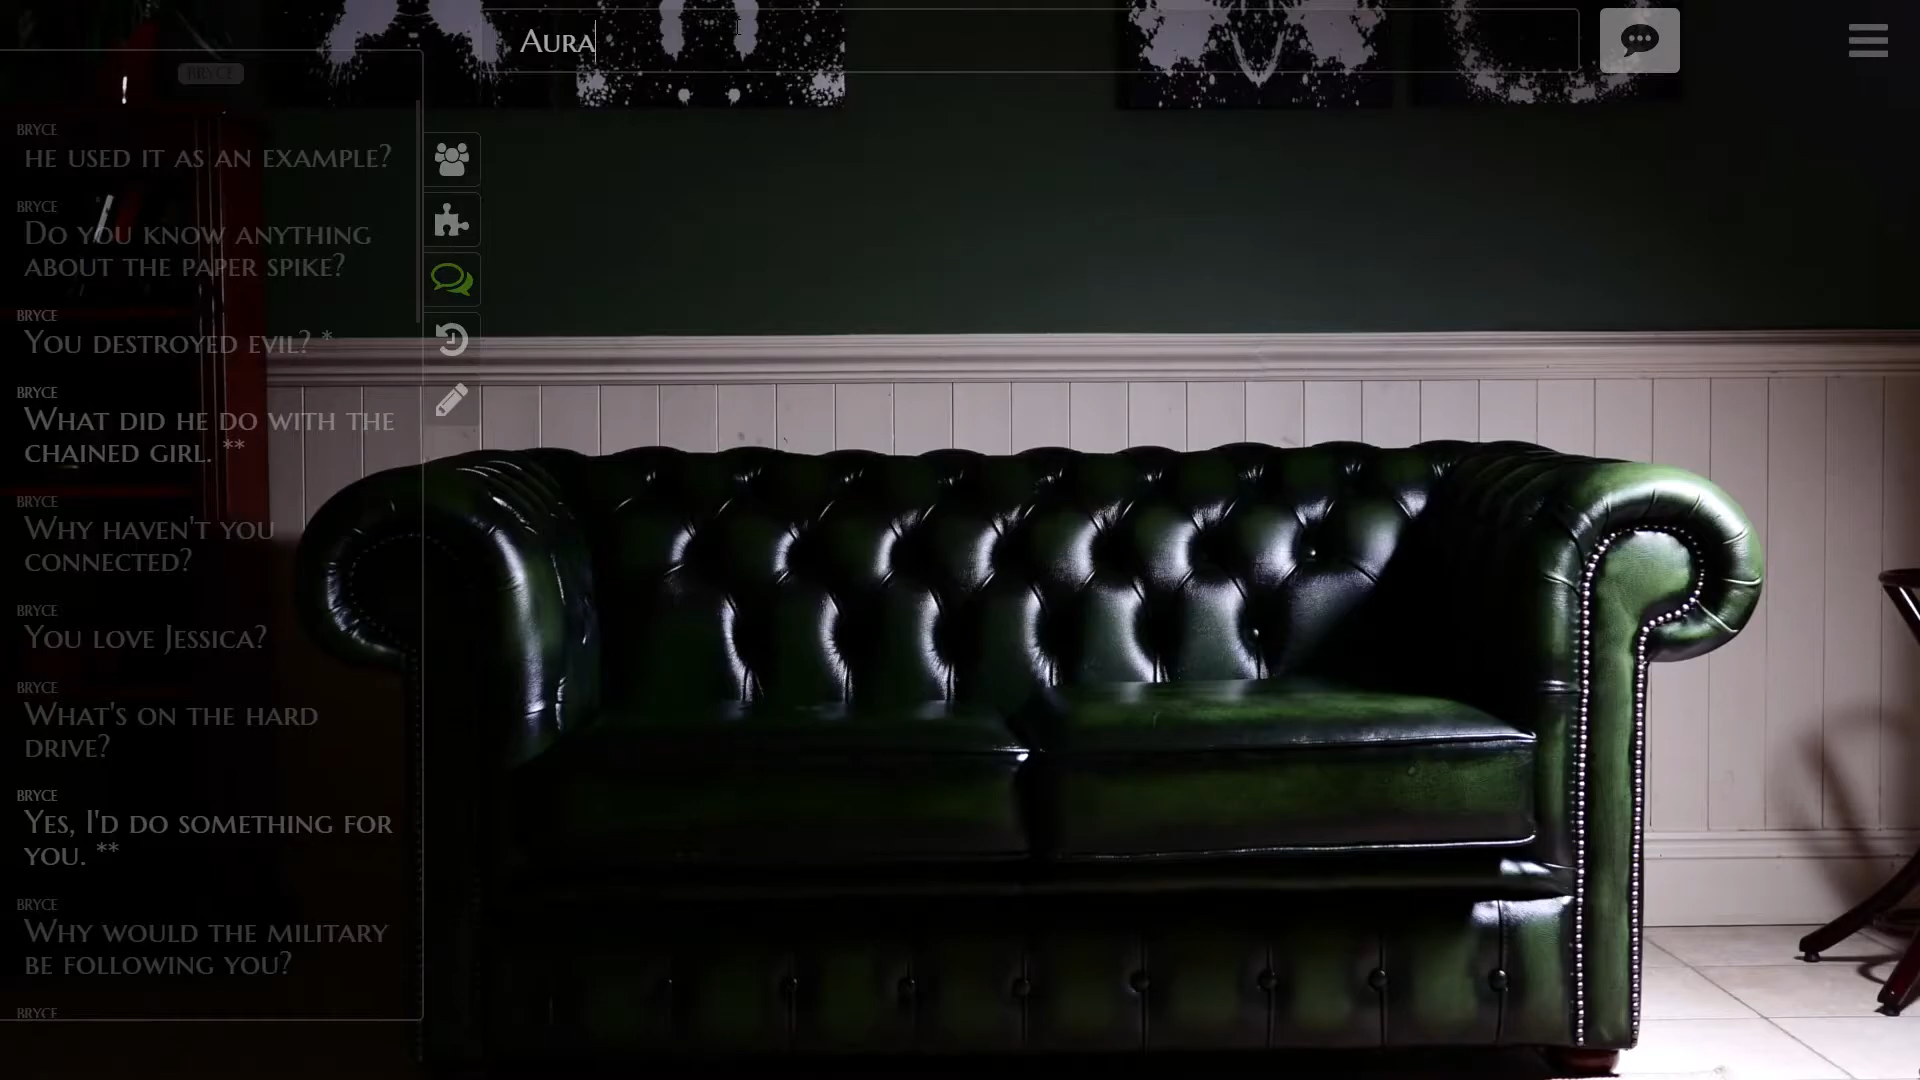 Aura
BRYCE
BRYCE
HE USED IT AS AN EXAMPLE?
BRYCE
DO YOU KNOW ANYTHING
ABOUT THE PAPER SPIKE?
BRYCE
YOU DESTROYED EVIL? *
BRYCE
WHAT DID HE DO WITH THE
CHAINED GIRL. **
BRYCE
WHY HAVEN'T YOU
CONNECTED?
BRYCE
YOU LOVE JESSICA?
BRYCE
WHAT'S ON THE HARD
DRIVE?
BRYCE
YES, I'D DO SOMETHING FOR
YOU. **
BRYCE
WHY WOULD THE MILITARY
BE FOLLOWING YOU?
BRYCE